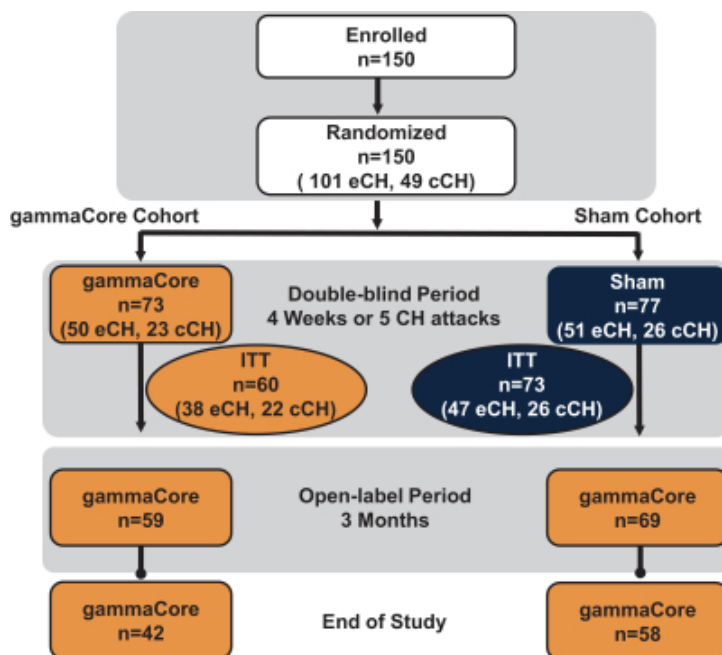 Enrolled
n=150
Randomized
n=150
( 101 eCH, 49 cCH)
gammaCore Cohort
Sham Cohort
gammaCore
n=73
(50 eCH, 23 cCH)
Double-blind Period
4 Weeks or 5 CH attacks
Sham
n=77
(51 eCH, 26 cCH)
ITT
n=60
(38 eCH, 22 cCH)
ITT
n=73
(47 eCH, 26 cCH)
gammaCore
n=59
Open-label Period
3 Months
gammaCore
n=69
gammaCore
n=42
End of Study
gammaCore
n=58